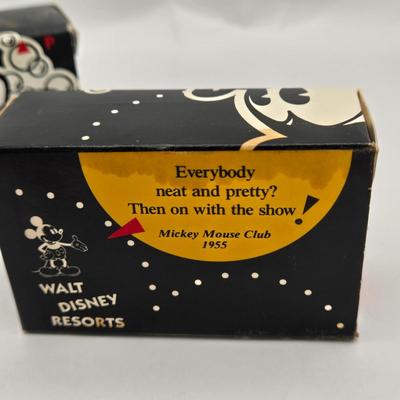 Everybody
neat and pretty?
Then on with the show!
Mickey Mouse Club
1955
WALT
DISNEY
RESORTS